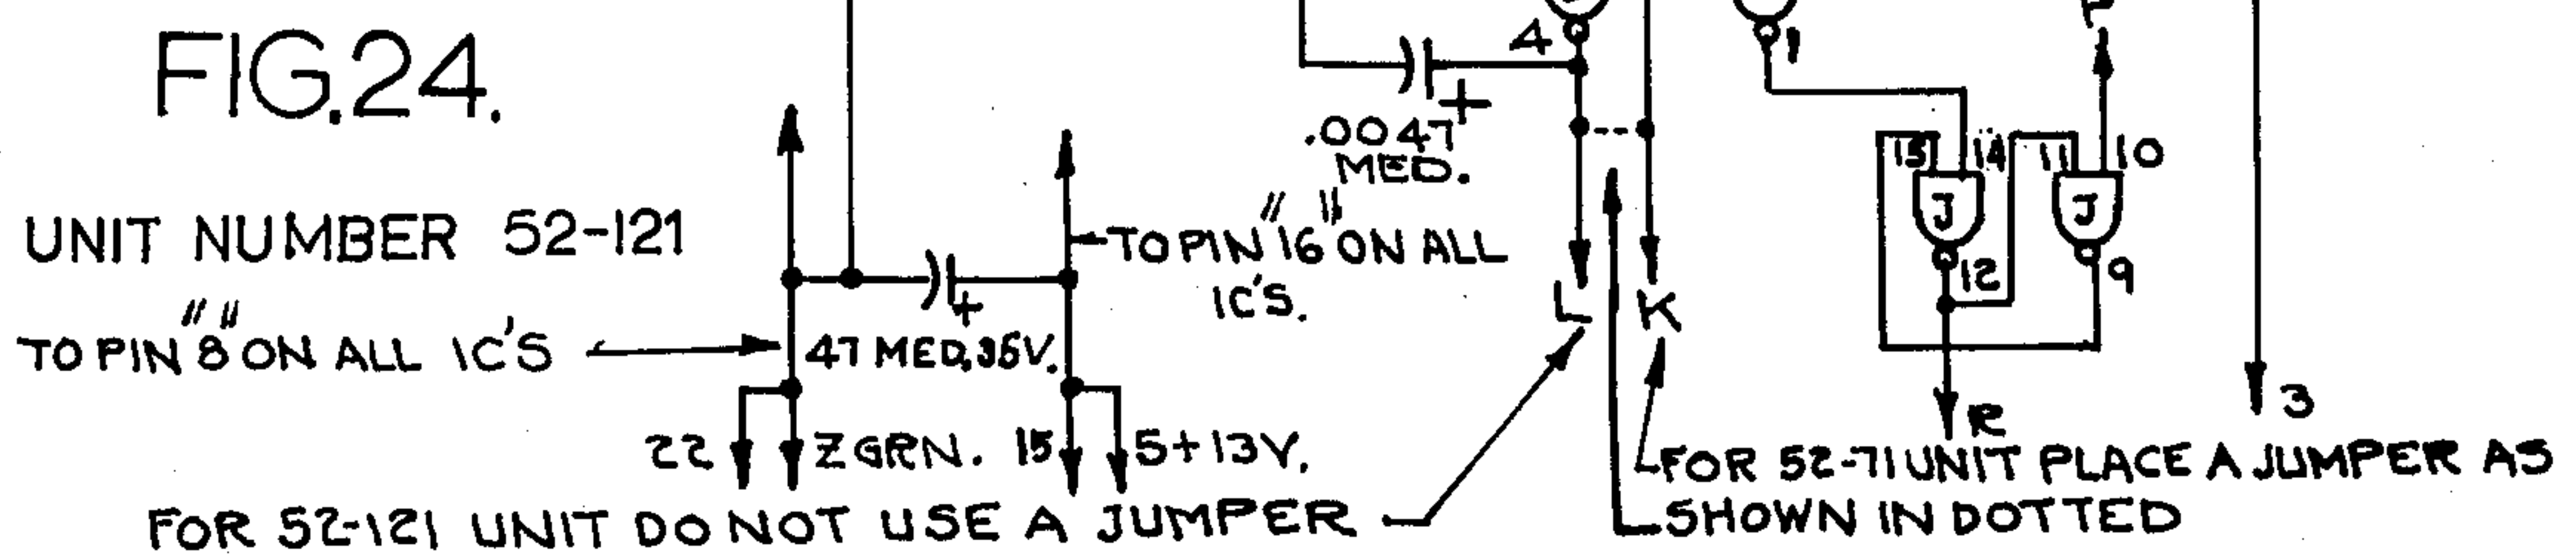 FIG.24.
4
1
.0047
MED.
+
13 14 11 10
J J
12 9
UNIT NUMBER 52-121
TO PIN "16" ON ALL
IC'S.
+
L K
TO PIN "8" ON ALL IC'S
47 MED,35V.
R
3
22 Z GRN. 15 S+13V.
FOR 52-71 UNIT PLACE A JUMPER AS
SHOWN IN DOTTED
FOR 52-121 UNIT DO NOT USE A JUMPER